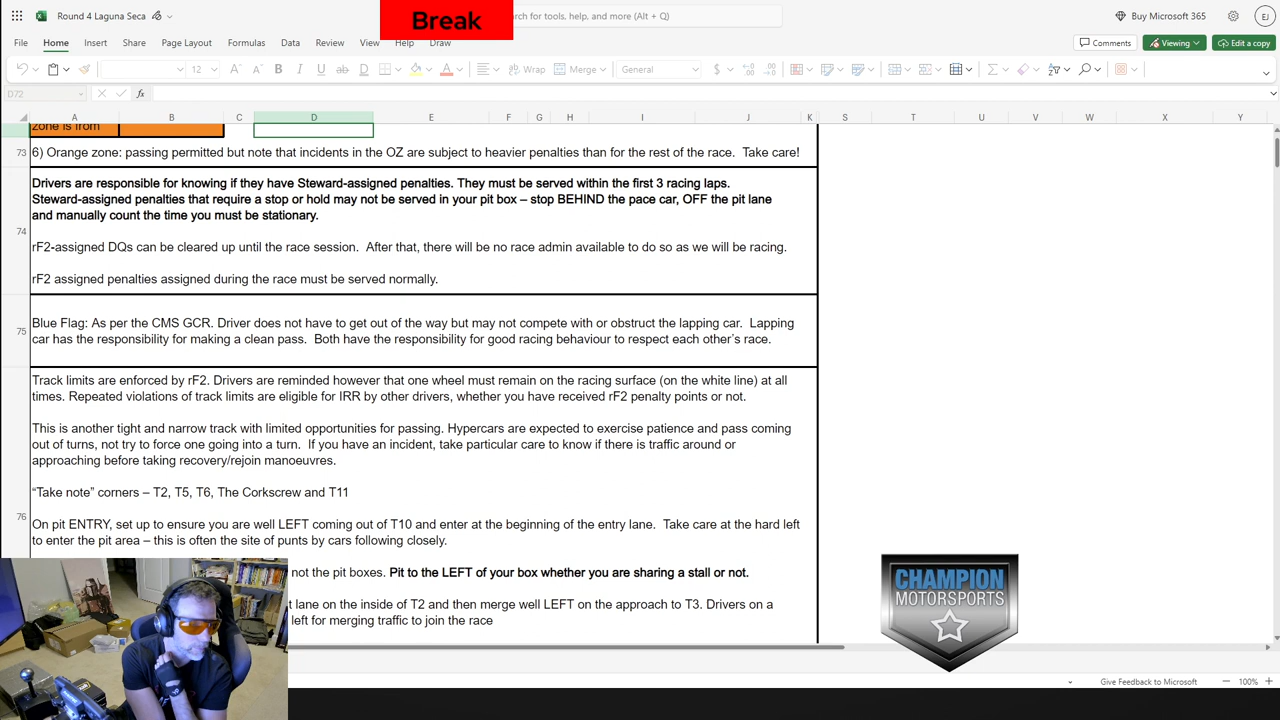 Round 4 Laguna Seca
Break
Search for tools, help, and more (Alt + Q)
Buy Microsoft 365
EJ
File Home Insert Share Page Layout Formulas Data Review View Help Draw
Comments
Viewing
Edit a copy
12
Wrap
Merge
General
D72
fx
A B C D E F G H I J K S T U V W X Y
zone is from
73
6) Orange zone: passing permitted but note that incidents in the OZ are subject to heavier penalties than for the rest of the race. Take care!
74
Drivers are responsible for knowing if they have Steward-assigned penalties. They must be served within the first 3 racing laps.
Steward-assigned penalties that require a stop or hold may not be served in your pit box – stop BEHIND the pace car, OFF the pit lane
and manually count the time you must be stationary.
rF2-assigned DQs can be cleared up until the race session. After that, there will be no race admin available to do so as we will be racing.
rF2 assigned penalties assigned during the race must be served normally.
75
Blue Flag: As per the CMS GCR. Driver does not have to get out of the way but may not compete with or obstruct the lapping car. Lapping
car has the responsibility for making a clean pass. Both have the responsibility for good racing behaviour to respect each other's race.
76
Track limits are enforced by rF2. Drivers are reminded however that one wheel must remain on the racing surface (on the white line) at all
times. Repeated violations of track limits are eligible for IRR by other drivers, whether you have received rF2 penalty points or not.
This is another tight and narrow track with limited opportunities for passing. Hypercars are expected to exercise patience and pass coming
out of turns, not try to force one going into a turn. If you have an incident, take particular care to know if there is traffic around or
approaching before taking recovery/rejoin manoeuvres.
“Take note” corners – T2, T5, T6, The Corkscrew and T11
On pit ENTRY, set up to ensure you are well LEFT coming out of T10 and enter at the beginning of the entry lane. Take care at the hard left
to enter the pit area – this is often the site of punts by cars following closely.
not the pit boxes. Pit to the LEFT of your box whether you are sharing a stall or not.
t lane on the inside of T2 and then merge well LEFT on the approach to T3. Drivers on a
left for merging traffic to join the race
CHAMPION
MOTORSPORTS
Give Feedback to Microsoft
100%